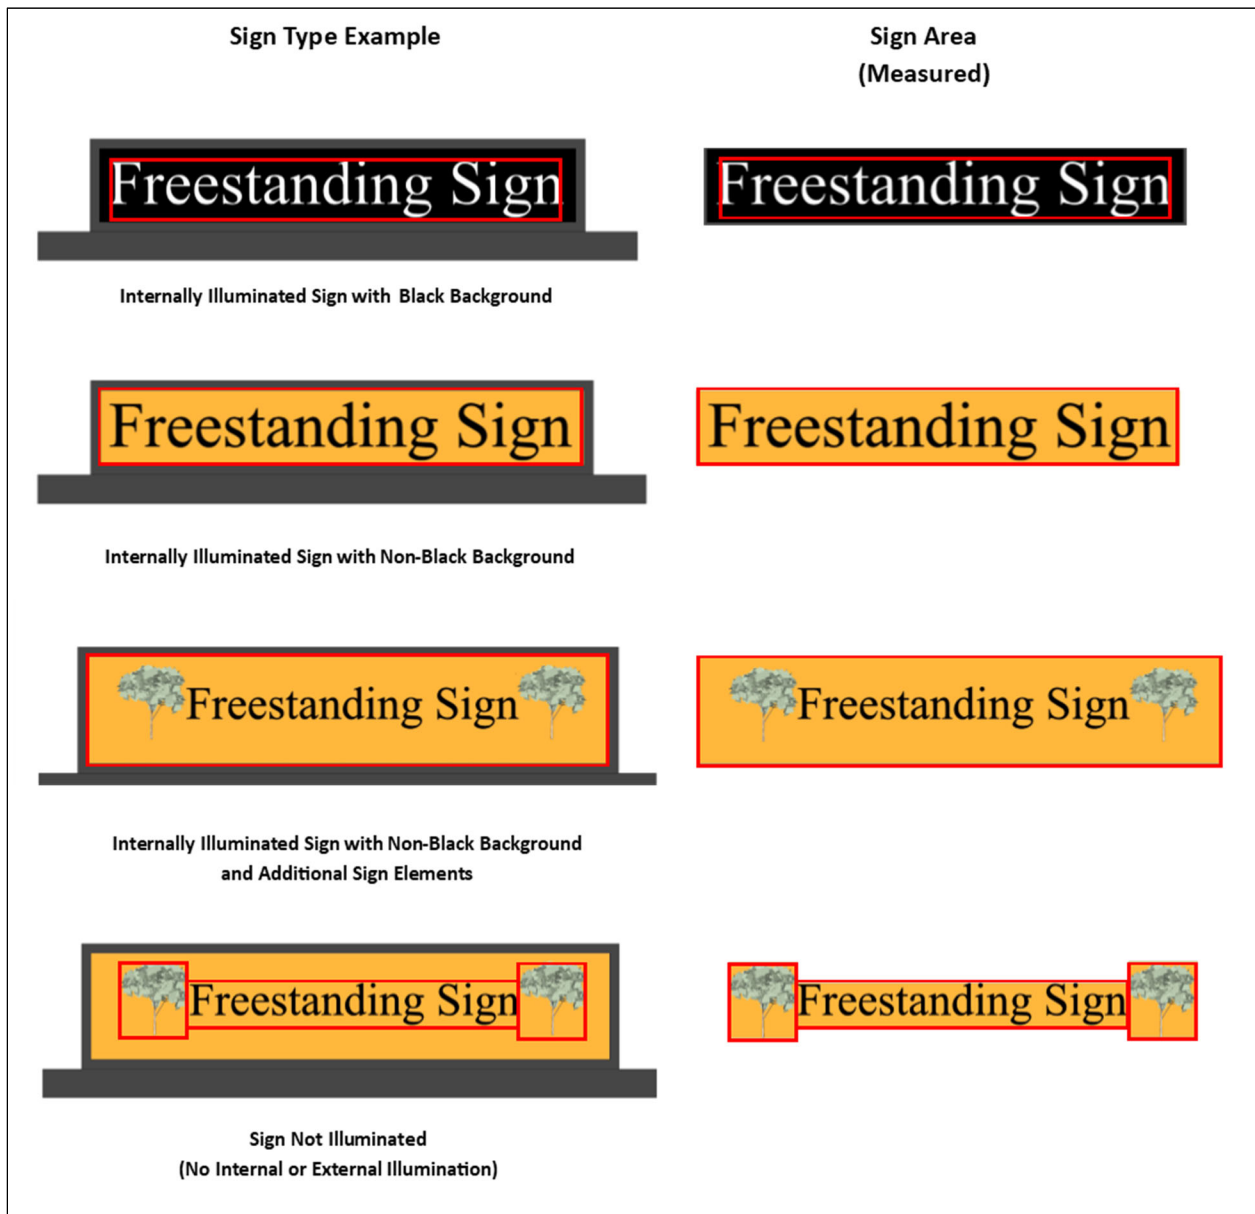 Sign Type Example
Sign Area
(Measured)
Freestanding Sign
Freestanding Sign
Internally Illuminated Sign with Black Background
Freestanding Sign
Freestanding Sign
Internally Illuminated Sign with Non-Black Background
Freestanding Sign
Freestanding Sign
Internally Illuminated Sign with Non-Black Background
and Additional Sign Elements
Freestanding Sign
Freestanding Sign
Sign Not Illuminated
(No Internal or External Illumination)